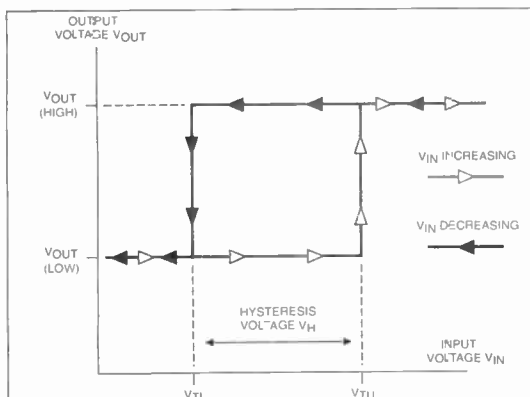 OUTPUT
VOLTAGE VOUT
VOUT
(HIGH)
VIN INCREASING
VIN DECREASING
VOUT
(LOW)
HYSTERESIS
VOLTAGE VH
INPUT
VOLTAGE VIN
VTL
VTU